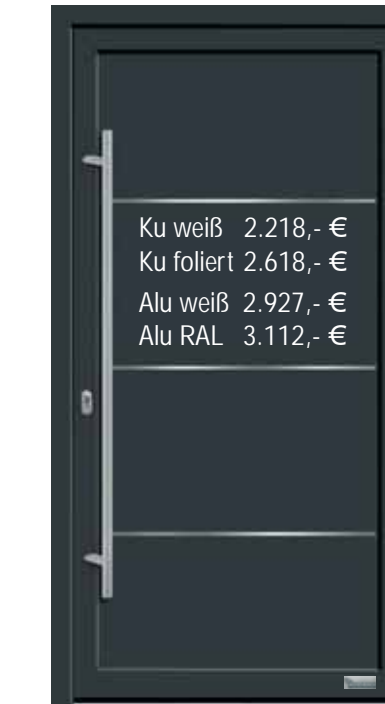 Ku weiß 2.218,- €
Ku foliert 2.618,- €
Alu weiß 2.927,- €
Alu RAL 3.112,- €